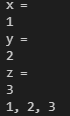 x =
1
y =
2
z =
3
1, 2, 3